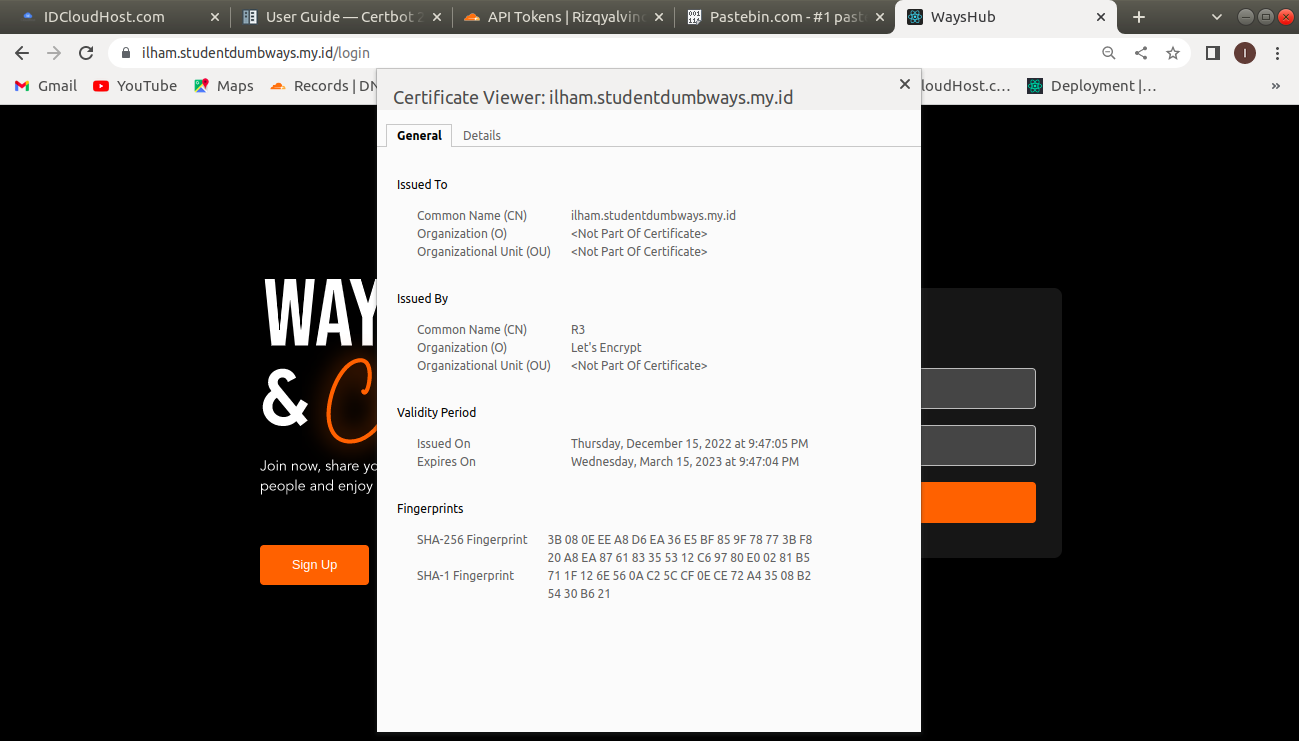 IDCloudHost.com
User Guide — Certbot 2
API Tokens | Rizqyalvino
Pastebin.com - #1 paste
WaysHub
ilham.studentdumbways.my.id/login
I
Gmail
YouTube
Maps
Records | DN
loudHost.c...
Deployment |...
»
Certificate Viewer: ilham.studentdumbways.my.id
General
Details
Issued To
Common Name (CN) ilham.studentdumbways.my.id
Organization (O) <Not Part Of Certificate>
Organizational Unit (OU) <Not Part Of Certificate>
Issued By
Common Name (CN) R3
Organization (O) Let's Encrypt
Organizational Unit (OU) <Not Part Of Certificate>
Validity Period
Issued On Thursday, December 15, 2022 at 9:47:05 PM
Expires On Wednesday, March 15, 2023 at 9:47:04 PM
Fingerprints
SHA-256 Fingerprint 3B 08 0E EE A8 D6 EA 36 E5 BF 85 9F 78 77 3B F8
20 A8 EA 87 61 83 35 53 12 C6 97 80 E0 02 81 B5
SHA-1 Fingerprint 71 1F 12 6E 56 0A C2 5C CF 0E CE 72 A4 35 08 B2
54 30 B6 21
WAY
& C
Join now, share yo
people and enjoy
Sign Up